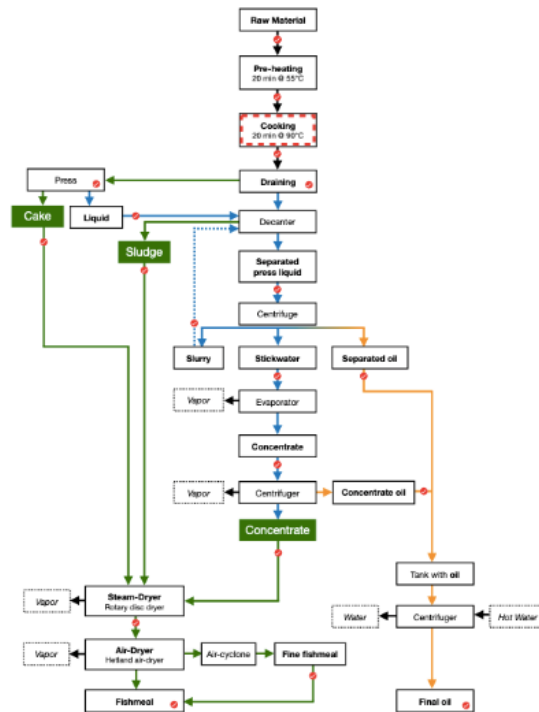 Raw Material
Pre-heating
20 min @ 55°C
Cooking
20 min @ 90°C
Press
Draining
Cake
Liquid
Decanter
Sludge
Separated
press liquid
Centrifuge
Slurry
Stickwater
Separated oil
Vapor
Evaporator
Concentrate
Vapor
Centrifuger
Concentrate oil
Concentrate
Tank with oil
Vapor
Steam-Dryer
Rotary disc dryer
Water
Centrifuger
Hot Water
Vapor
Air-Dryer
Hetland air-dryer
Air-cyclone
Fine fishmeal
Fishmeal
Final oil